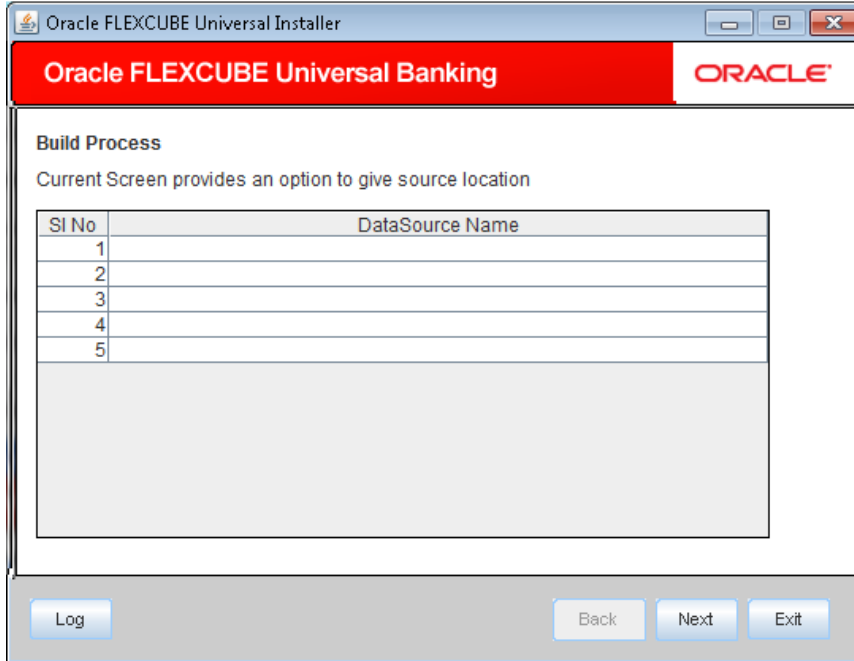 Oracle FLEXCUBE Universal Installer
Oracle FLEXCUBE Universal Banking
ORACLE
Build Process
Current Screen provides an option to give source location
SI No DataSource Name
1
2
3
4
5
Log Back Next Exit